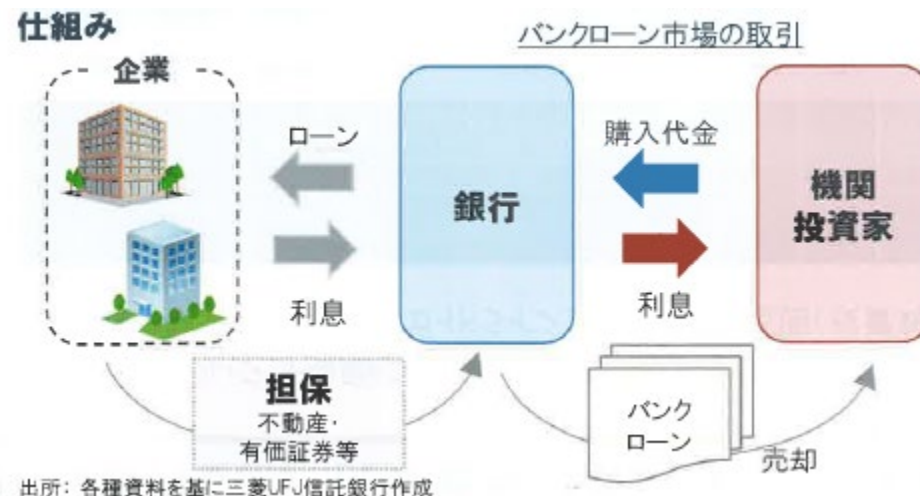 仕組み
バンクローン市場の取引
企業
ローン
利息
銀行
購入代金
利息
機関
投資家
担保
不動産・
有価証券等
バンク
ローン
売却
出所: 各種資料を基に三菱UFJ信託銀行作成